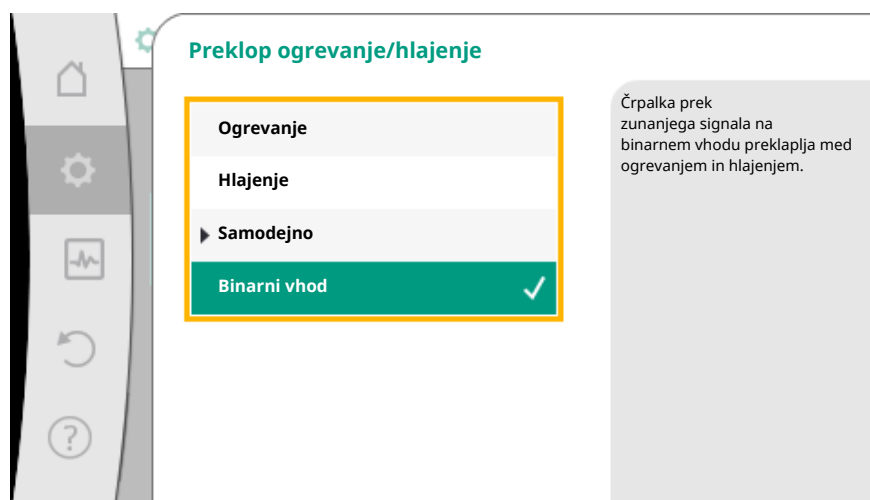 Preklop ogrevanje/hlajenje
Ogrevanje
Hlajenje
Samodejno
Binarni vhod
Črpalka prek
zunanjega signala na
binarnem vhodu preklaplja med
ogrevanjem in hlajenjem.
?